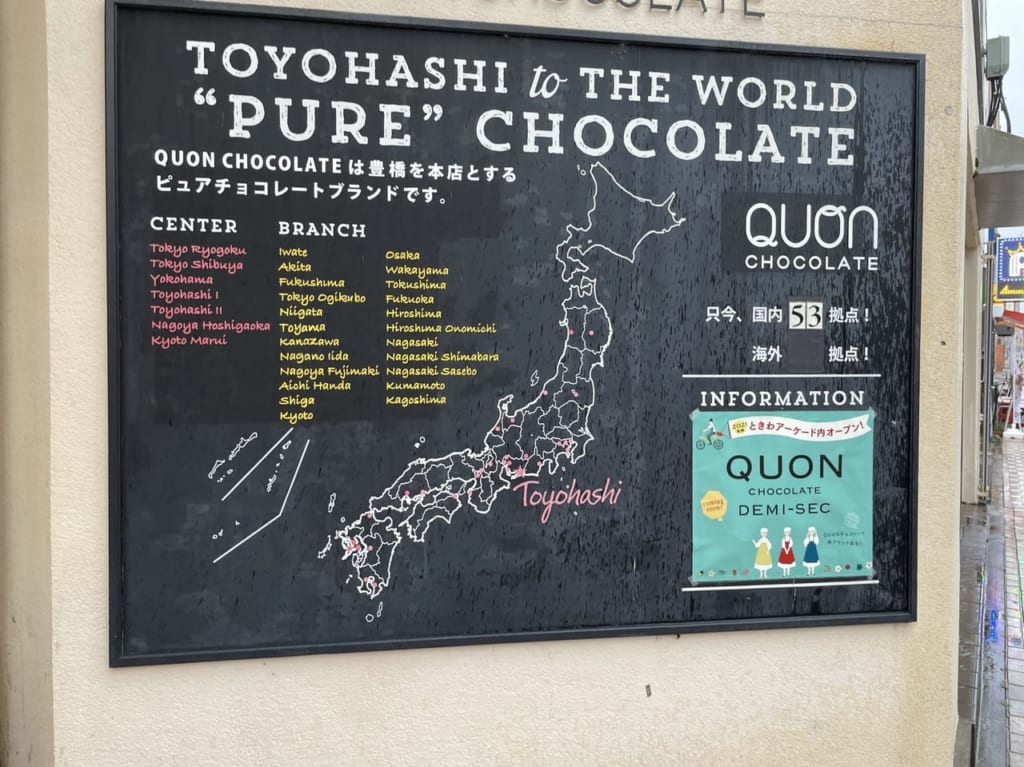 CHOCOLATE
TOYOHASHI to THE WORLD
"PURE" CHOCOLATE
QUON CHOCOLATE は豊橋を本店とする
ピュアチョコレートブランドです。
CENTER
Tokyo Ryogoku
Tokyo Shibuya
Yokohama
Toyohashi I
Toyohashi II
Nagoya Hoshigaoka
Kyoto Marui
BRANCH
Iwate
Akita
Fukushima
Tokyo Ogikubo
Niigata
Toyama
Kanazawa
Nagano Iida
Nagoya Fujimaki
Aichi Handa
Shiga
Kyoto
Osaka
Wakayama
Tokushima
Fukuoka
Hiroshima
Hiroshima Onomichi
Nagasaki
Nagasaki Shimabara
Nagasaki Sasebo
Kumamoto
Kagoshima
Toyohashi
QUON
CHOCOLATE
只今、国内 53 拠点!
海外 拠点!
INFORMATION
ときわアーケード内オープン!
QUON
CHOCOLATE
DEMI-SEC
coming
soon!